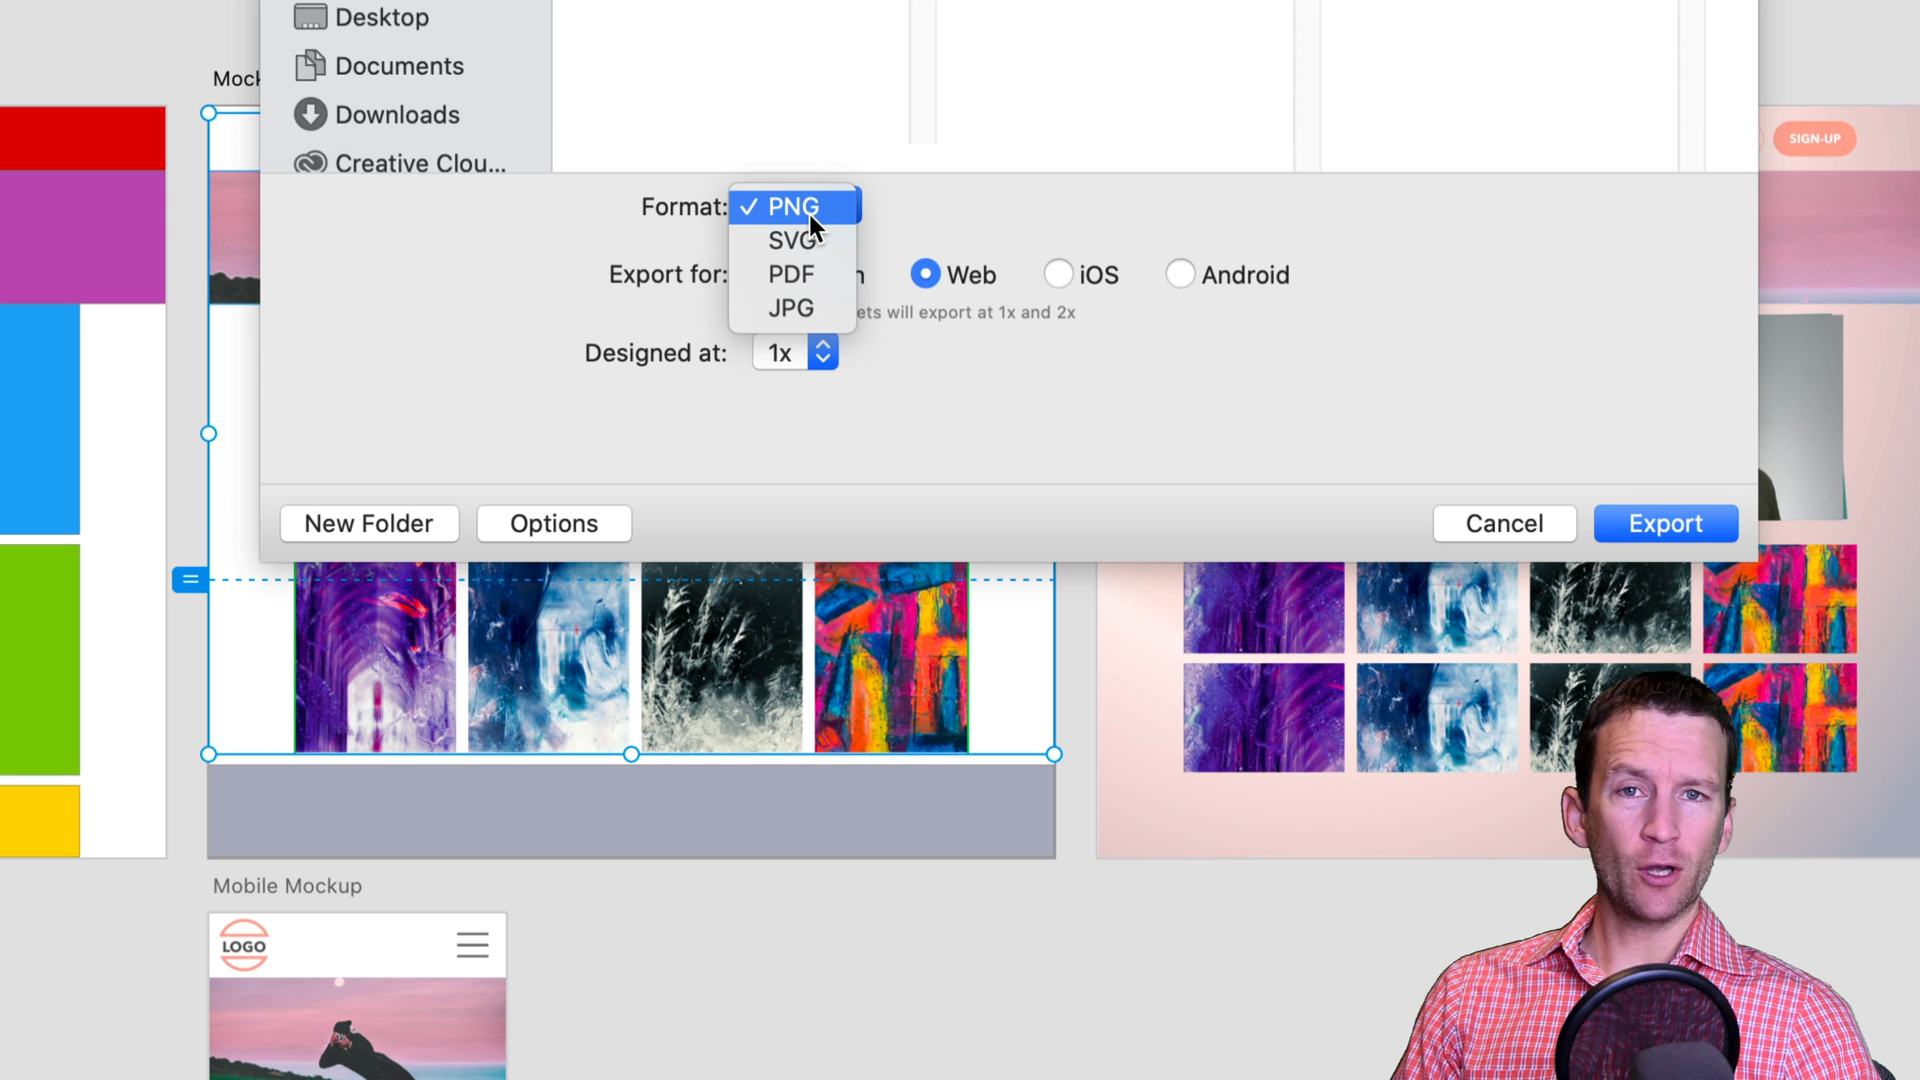 Desktop
Documents
Downloads
Creative Clou...
Mock
SIGN-UP
Format:
PNG
SVG
PDF
JPG
Export for:
Web
iOS
Android
ets will export at 1x and 2x
Designed at:
1x
New Folder
Options
Cancel
Export
Mobile Mockup
LOGO